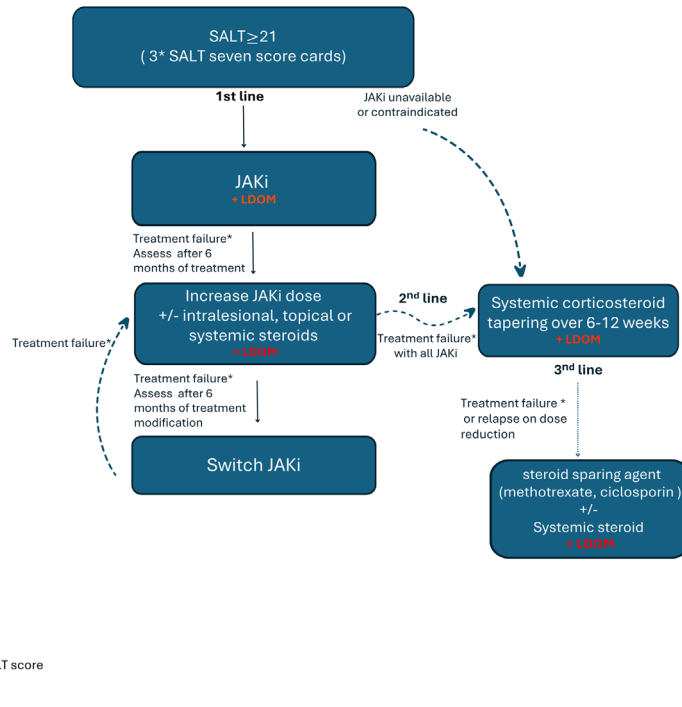 SALT≥21
( 3* SALT seven score cards)
1st line
JAKi unavailable
or contraindicated
JAKi
+ LDOM
Treatment failure*
Assess after 6
months of treatment
Increase JAKi dose
+/- intralesional, topical or
systemic steroids
+ LDOM
2nd line
Treatment failure*
with all JAKi
Systemic corticosteroid
tapering over 6-12 weeks
+ LDOM
Treatment failure*
Treatment failure*
Assess after 6
months of treatment
modification
Switch JAKi
3nd line
Treatment failure *
or relapse on dose
reduction
steroid sparing agent
(methotrexate, ciclosporin )
+/-
Systemic steroid
+ LDOM
LT score